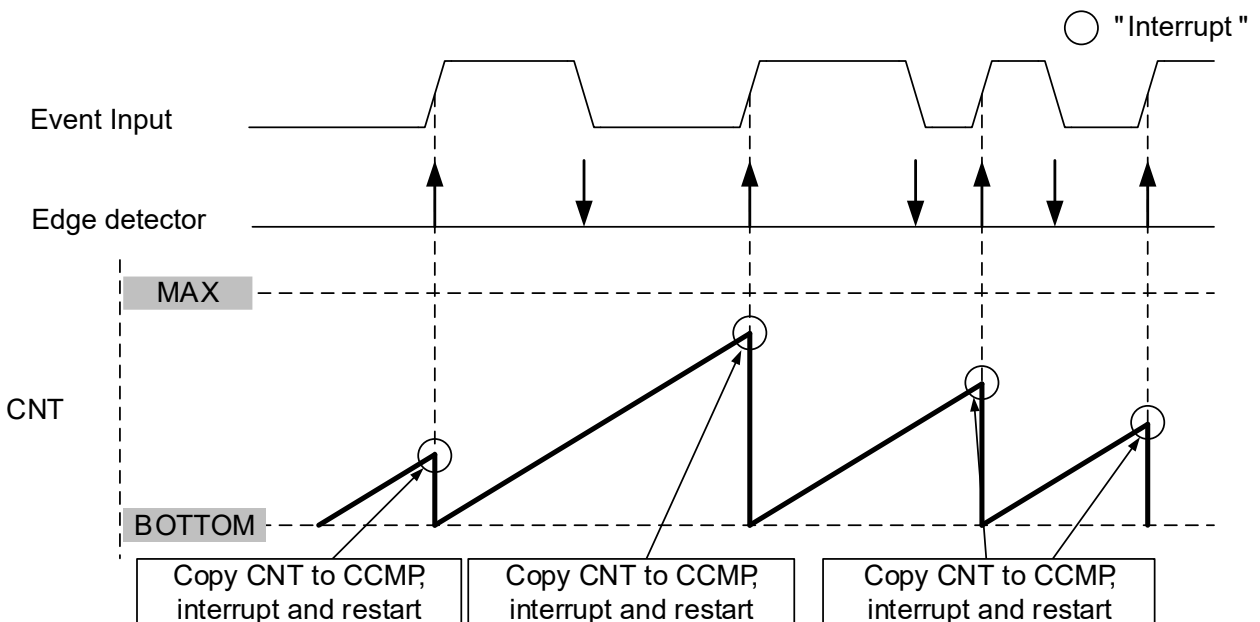 "Interrupt"
Event Input
Edge detector
MAX
CNT
BOTTOM
Copy CNT to CCMP,
interrupt and restart
Copy CNT to CCMP,
interrupt and restart
Copy CNT to CCMP,
interrupt and restart